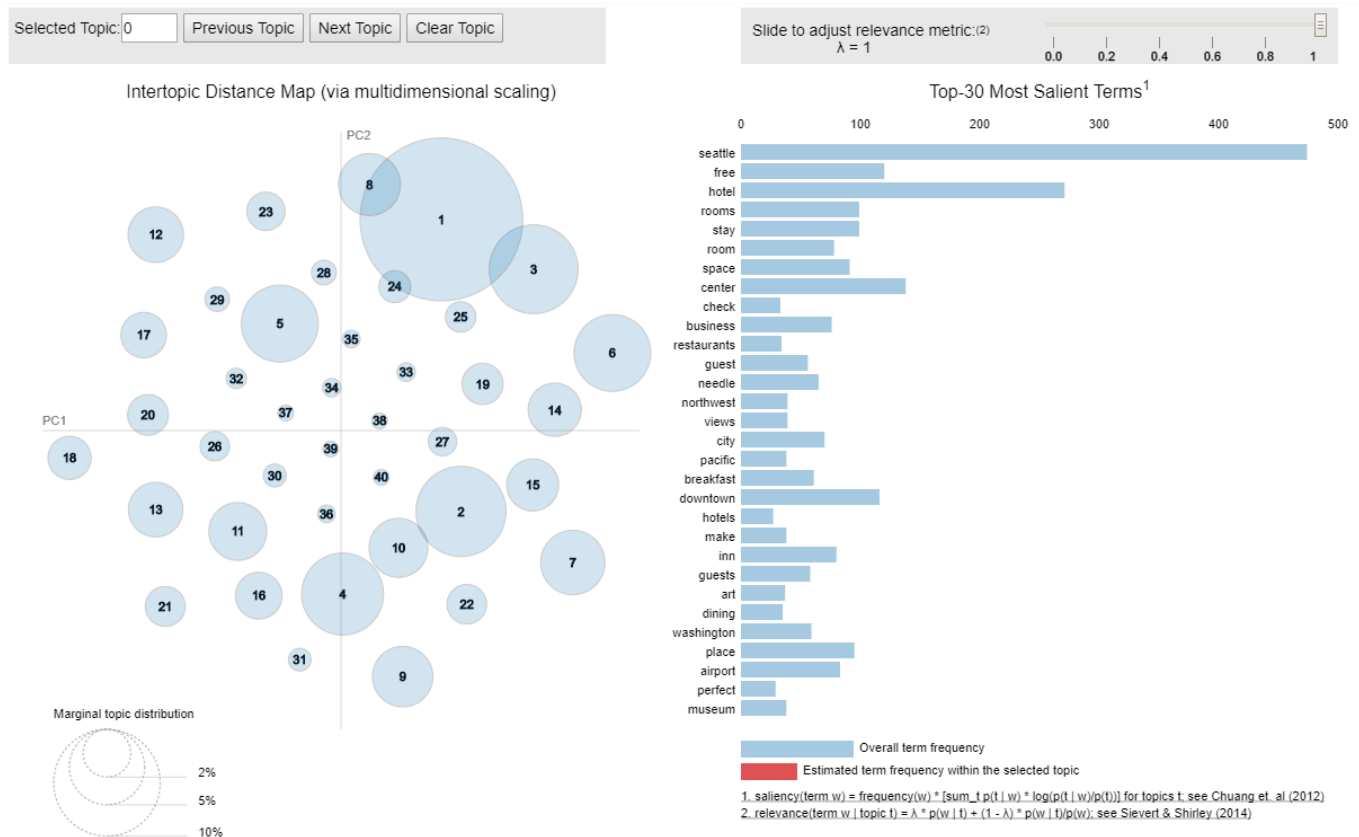 Selected Topic: 0 Previous Topic Next Topic Clear Topic
Slide to adjust relevance metric:(2)
λ = 1
0.0 0.2 0.4 0.6 0.8 1
Intertopic Distance Map (via multidimensional scaling)
PC2
PC1
8
1
23
12
3
28
24
29
25
5
17
35
6
33
32
34
19
14
37
20
38
27
26
39
18
30
40
15
13
36
2
11
10
7
16
4
22
21
31
9
Marginal topic distribution
2%
5%
10%
Top-30 Most Salient Terms1
0 100 200 300 400 500
seattle
free
hotel
rooms
stay
room
space
center
check
business
restaurants
guest
needle
northwest
views
city
pacific
breakfast
downtown
hotels
make
inn
guests
art
dining
washington
place
airport
perfect
museum
Overall term frequency
Estimated term frequency within the selected topic
1. saliency(term w) = frequency(w) * [sum_t p(t | w) * log(p(t | w)/p(t))] for topics t; see Chuang et. al (2012)
2. relevance(term w | topic t) = λ * p(w | t) + (1 - λ) * p(w | t)/p(w); see Sievert & Shirley (2014)